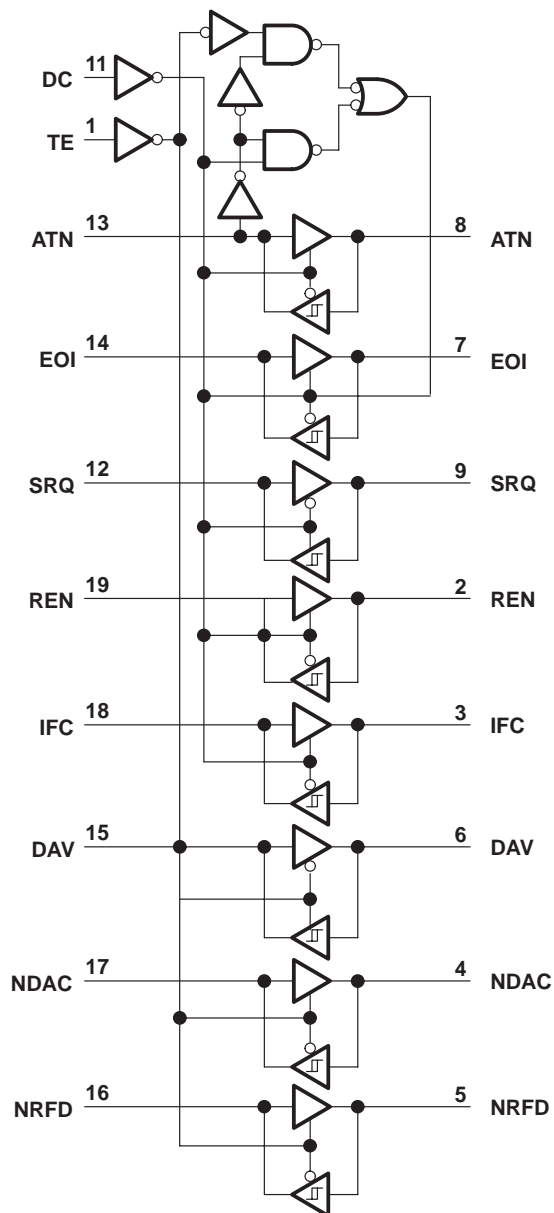 11
DC
1
TE
13 8
ATN ATN
14 7
EOI EOI
12 9
SRQ SRQ
19 2
REN REN
18 3
IFC IFC
15 6
DAV DAV
17 4
NDAC NDAC
16 5
NRFD NRFD